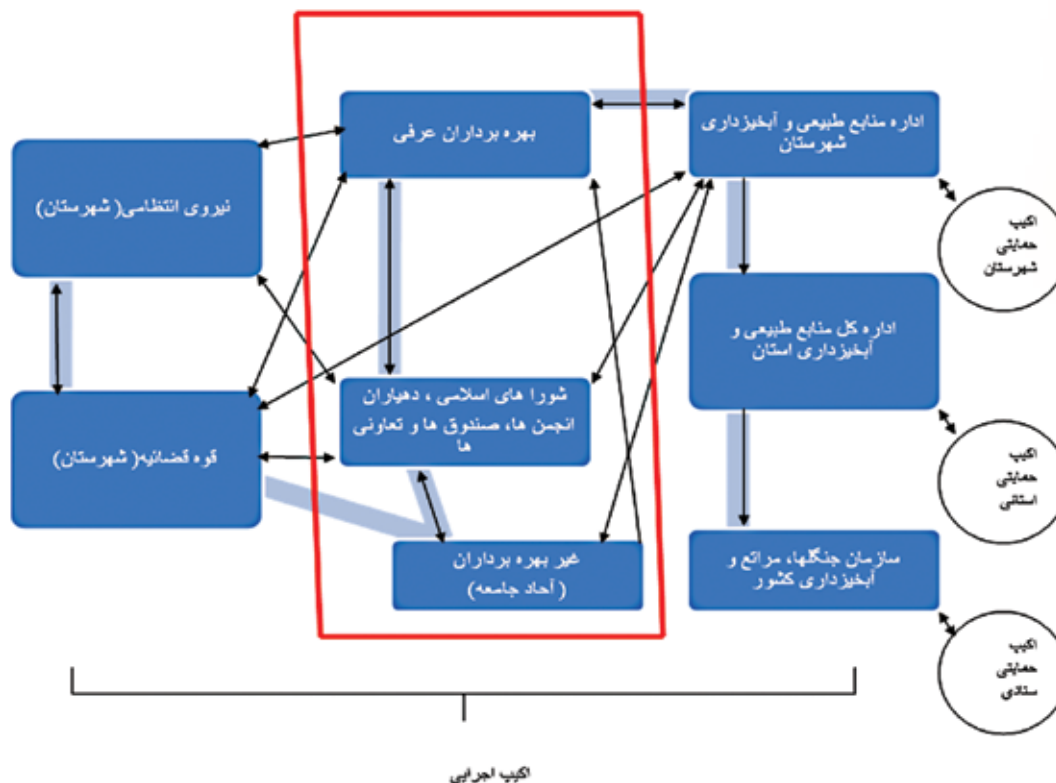 بهره برداران عرفی
اداره منابع طبیعی و آبخیزداری
شهرستان
نیروی انتظامی( شهرستان)
اکیپ
حمایتی
شهرستان
اداره کل منابع طبیعی و
آبخیزداری استان
شورا های اسلامی ، دهیاران
انجمن ها، صندوق ها و تعاونی
ها
قوه قضائیه( شهرستان)
اکیپ
حمایتی
استانی
غیر بهره برداران
( آحاد جامعه)
سازمان جنگلها، مراتع و
آبخیزداری کشور
اکیپ
حمایتی
ستادی
اکیپ اجرایی